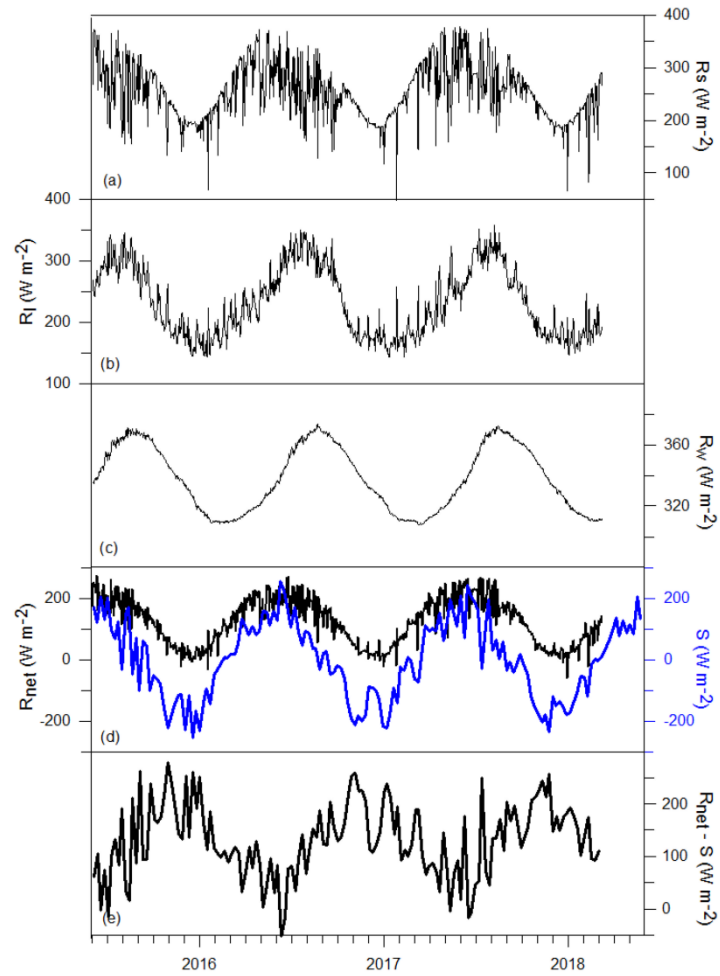 400
300
200
100
Rs (W m-2)
(a)
400
300
200
100
Rl (W m-2)
(b)
360
320
Rw (W m-2)
(c)
200
0
-200
Rnet (W m-2)
200
0
-200
S (W m-2)
(d)
200
100
0
Rnet - S (W m-2)
(e)
2016 2017 2018